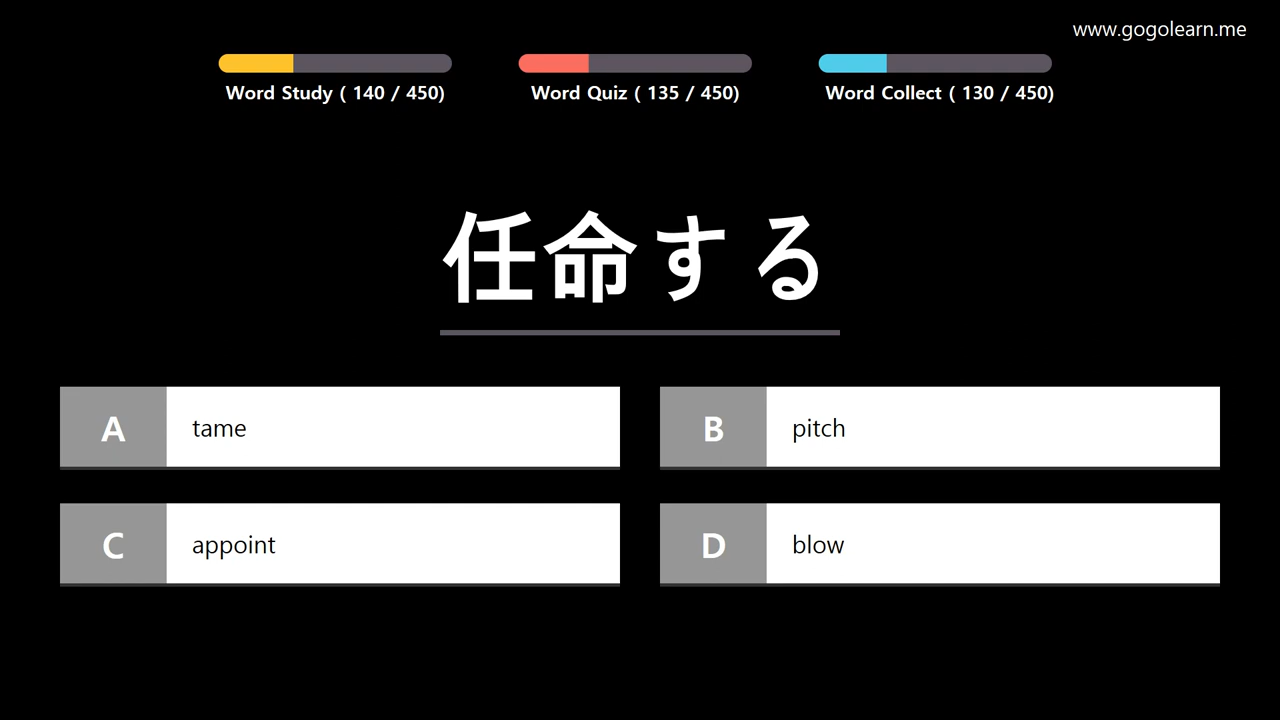 www.gogolearn.me
Word Study ( 140 / 450)
Word Quiz ( 135 / 450)
Word Collect ( 130 / 450)
任命する
A tame
B pitch
C appoint
D blow